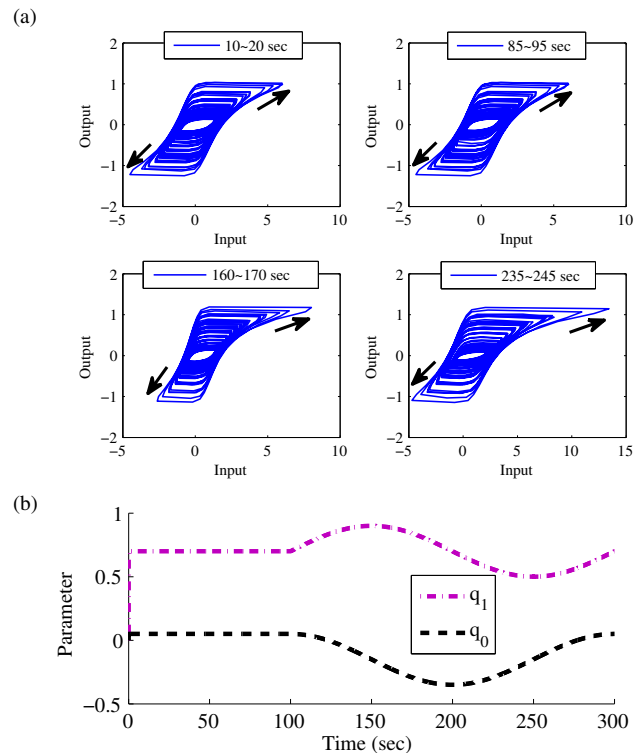 (a)
10~20 sec
85~95 sec
2
1
0
−1
−2
Output
−5
0
5
10
Input
2
1
0
−1
−2
Output
−5
0
5
10
Input
160~170 sec
235~245 sec
2
1
0
−1
−2
Output
−5
0
5
10
Input
2
1
0
−1
−2
Output
−5
0
5
10
15
Input
(b)
1
0.5
0
−0.5
Parameter
q1
q0
0
50
100
150
200
250
300
Time (sec)